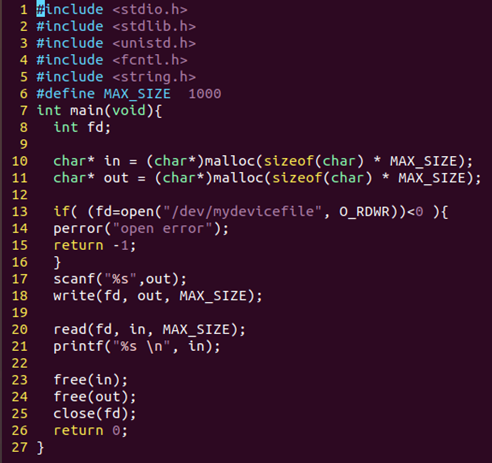 1 #include <stdio.h>
2 #include <stdlib.h>
3 #include <unistd.h>
4 #include <fcntl.h>
5 #include <string.h>
6 #define MAX_SIZE  1000
7 int main(void){
8   int fd;
9
10   char* in = (char*)malloc(sizeof(char) * MAX_SIZE);
11   char* out = (char*)malloc(sizeof(char) * MAX_SIZE);
12
13   if( (fd=open("/dev/mydevicefile", O_RDWR))<0 ){
14   perror("open error");
15   return -1;
16   }
17   scanf("%s",out);
18   write(fd, out, MAX_SIZE);
19
20   read(fd, in, MAX_SIZE);
21   printf("%s \n", in);
22
23   free(in);
24   free(out);
25   close(fd);
26   return 0;
27 }